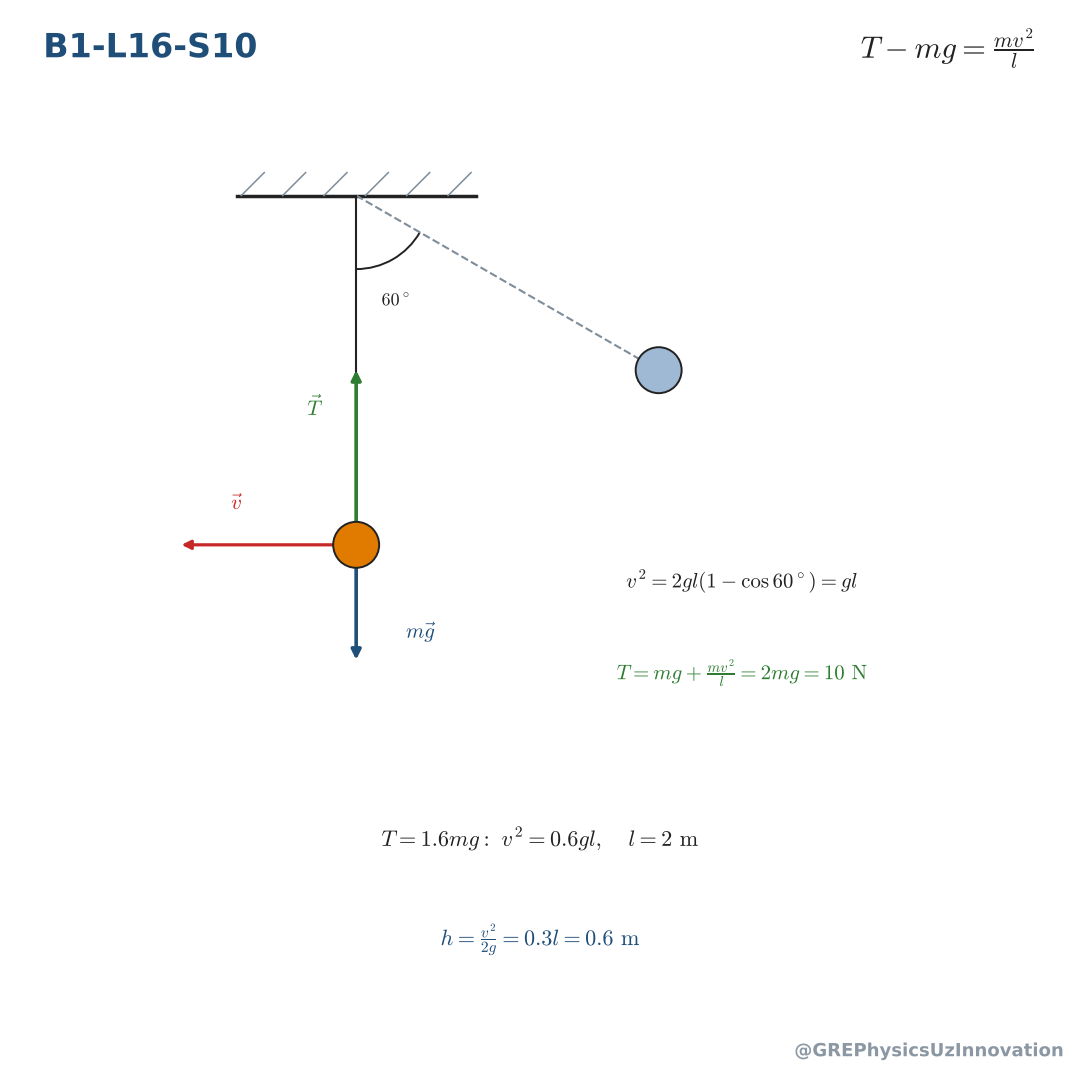 B1-L16-S10
T − mg = mv²/l
60°
T⃗
v⃗
v² = 2gl(1 − cos 60°) = gl
mg⃗
T = mg + mv²/l = 2mg = 10 N
T = 1.6mg : v² = 0.6gl, l = 2 m
h = v²/2g = 0.3l = 0.6 m
@GREPhysicsUzInnovation